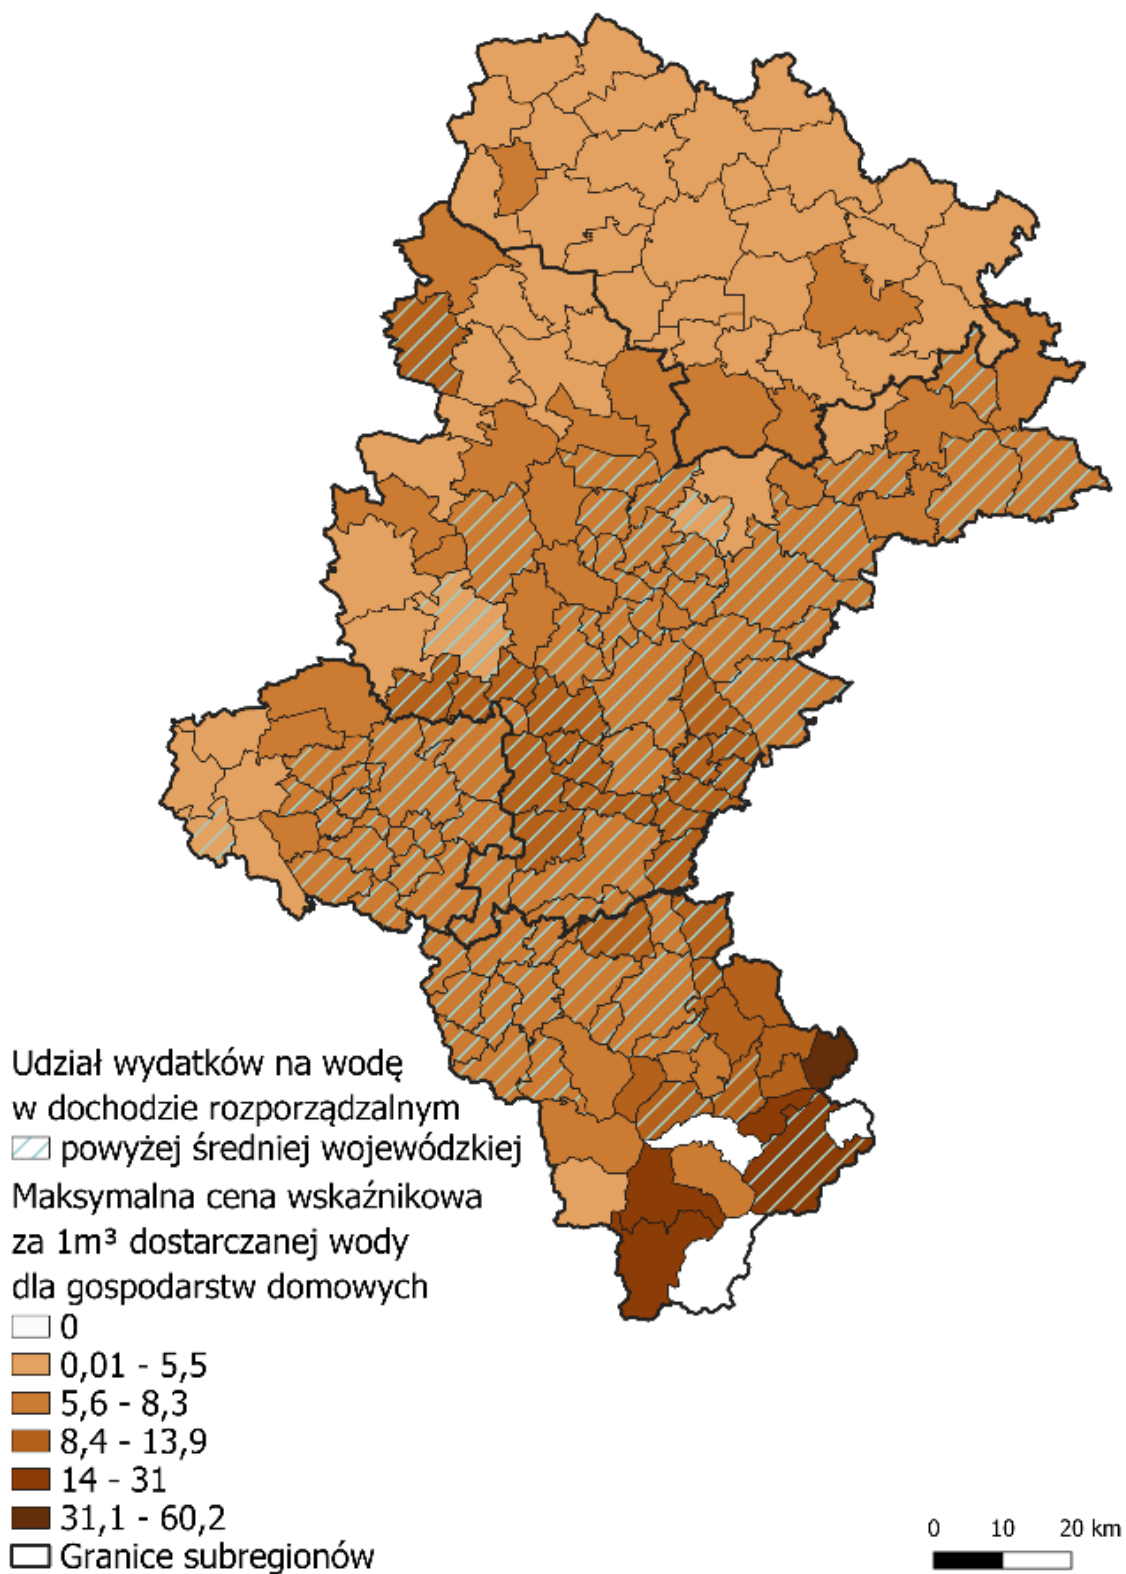 Udział wydatków na wodę
w dochodzie rozporządzalnym
powyżej średniej wojewódzkiej
Maksymalna cena wskaźnikowa
za 1m³ dostarczanej wody
dla gospodarstw domowych
0
0,01 - 5,5
5,6 - 8,3
8,4 - 13,9
14 - 31
31,1 - 60,2
Granice subregionów
0 10 20 km